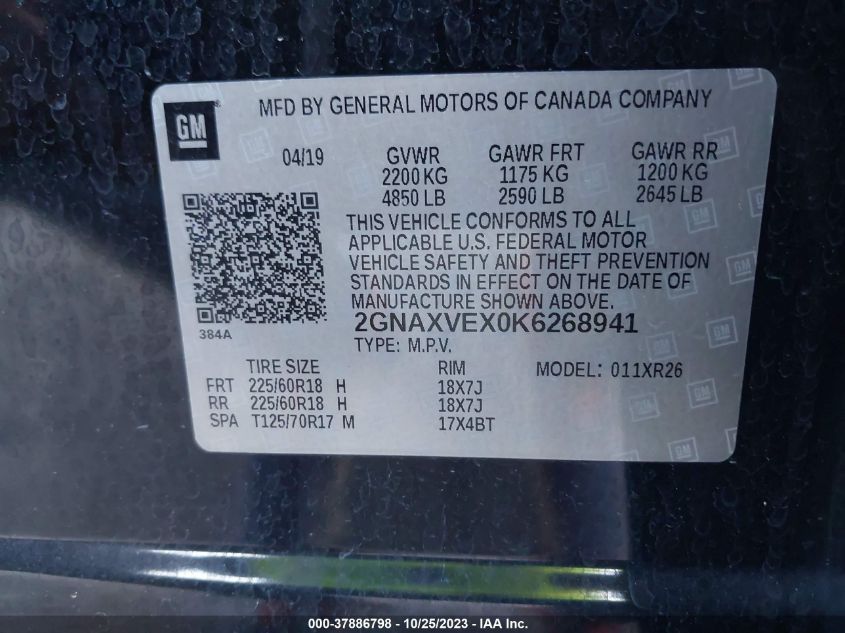 GM
®
MFD BY GENERAL MOTORS OF CANADA COMPANY
04/19 GVWR GAWR FRT GAWR RR
2200 KG 1175 KG 1200 KG
4850 LB 2590 LB 2645 LB
THIS VEHICLE CONFORMS TO ALL
APPLICABLE U.S. FEDERAL MOTOR
VEHICLE SAFETY AND THEFT PREVENTION
STANDARDS IN EFFECT ON THE DATE OF
MANUFACTURE SHOWN ABOVE.
384A
2GNAXVEX0K6268941
TYPE: M.P.V.
TIRE SIZE RIM MODEL: 011XR26
FRT 225/60R18 H 18X7J
RR 225/60R18 H 18X7J
SPA T125/70R17 M 17X4BT
000-37886798 - 10/25/2023 - IAA Inc.